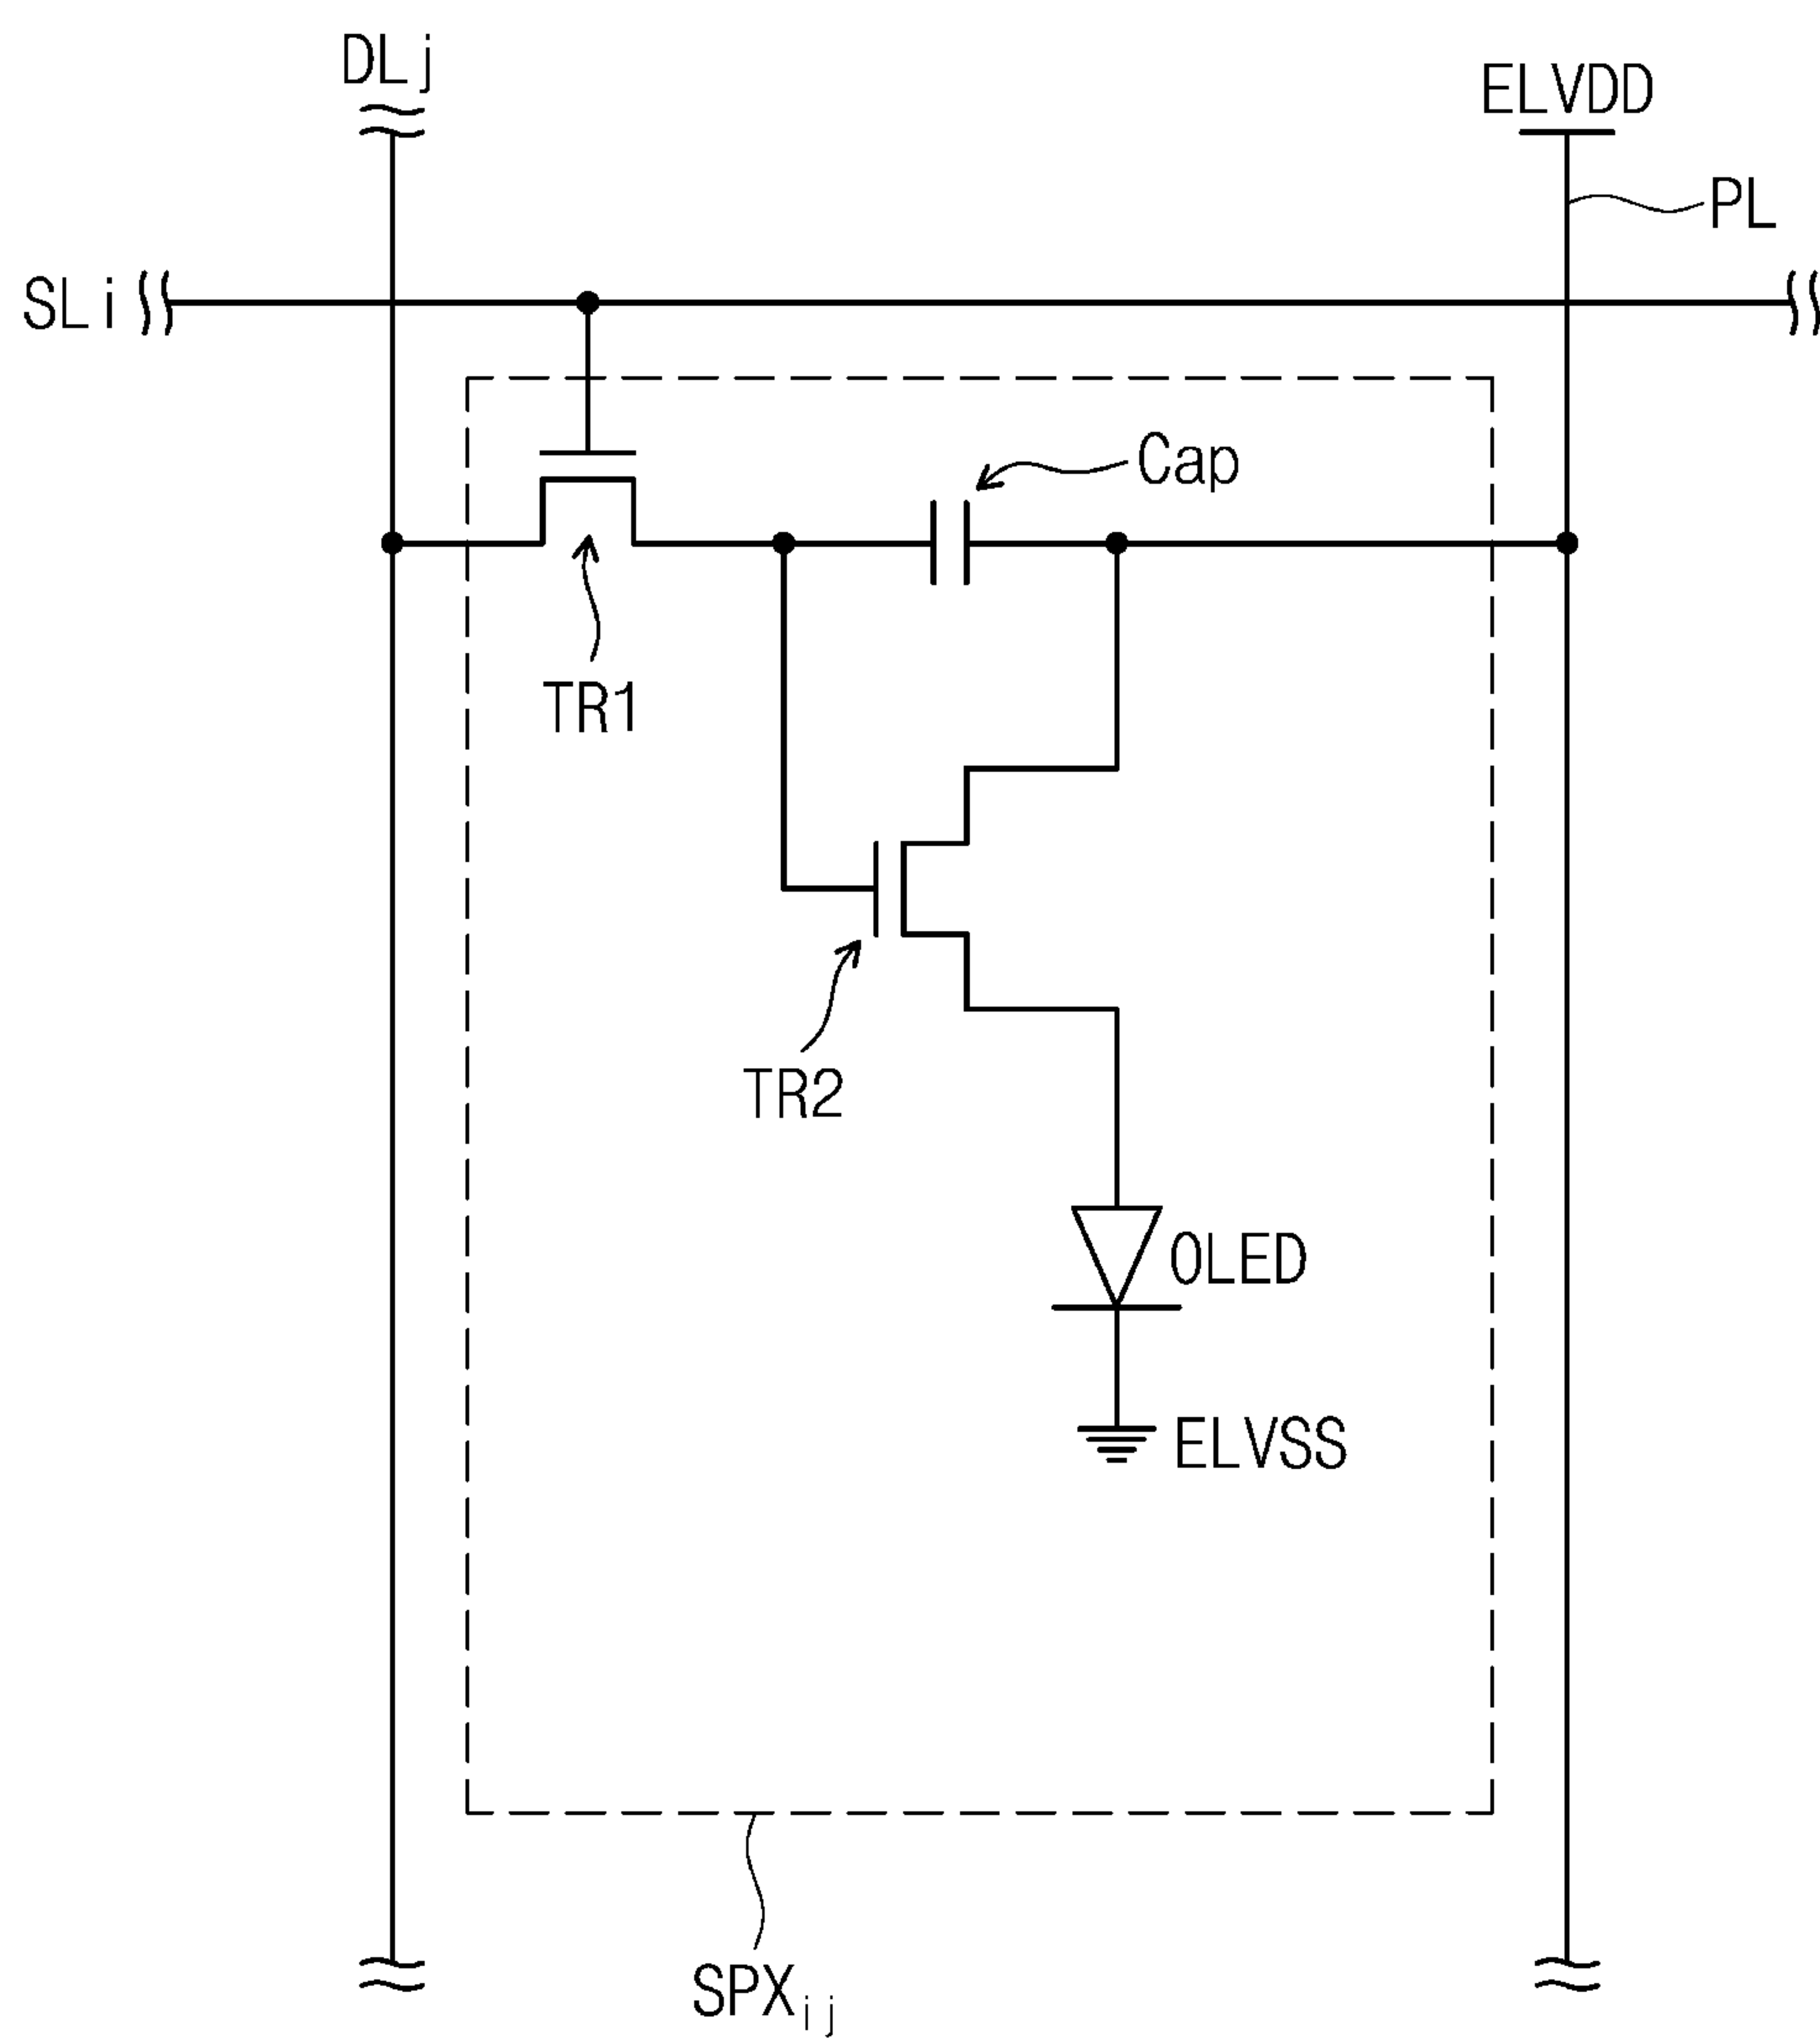 DLj
ELVDD
PL
SLi
Cap
TR1
TR2
OLED
ELVSS
SPXij